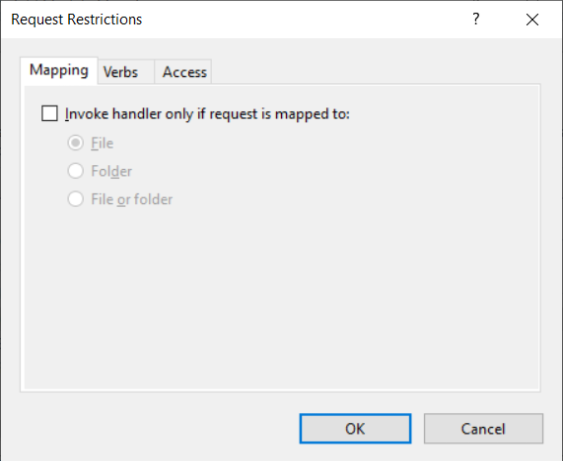 Request Restrictions ?
Mapping Verbs Access
Invoke handler only if request is mapped to:
File
Folder
File or folder
OK Cancel